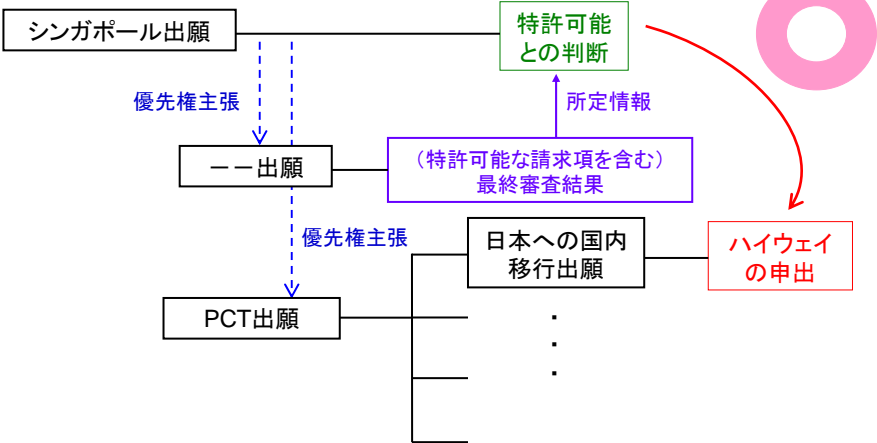 シンガポール出願
特許可能
との判断
優先権主張
所定情報
－－出願
（特許可能な請求項を含む）
最終審査結果
優先権主張
日本への国内
移行出願
ハイウェイ
の申出
PCT出願
・
・
・